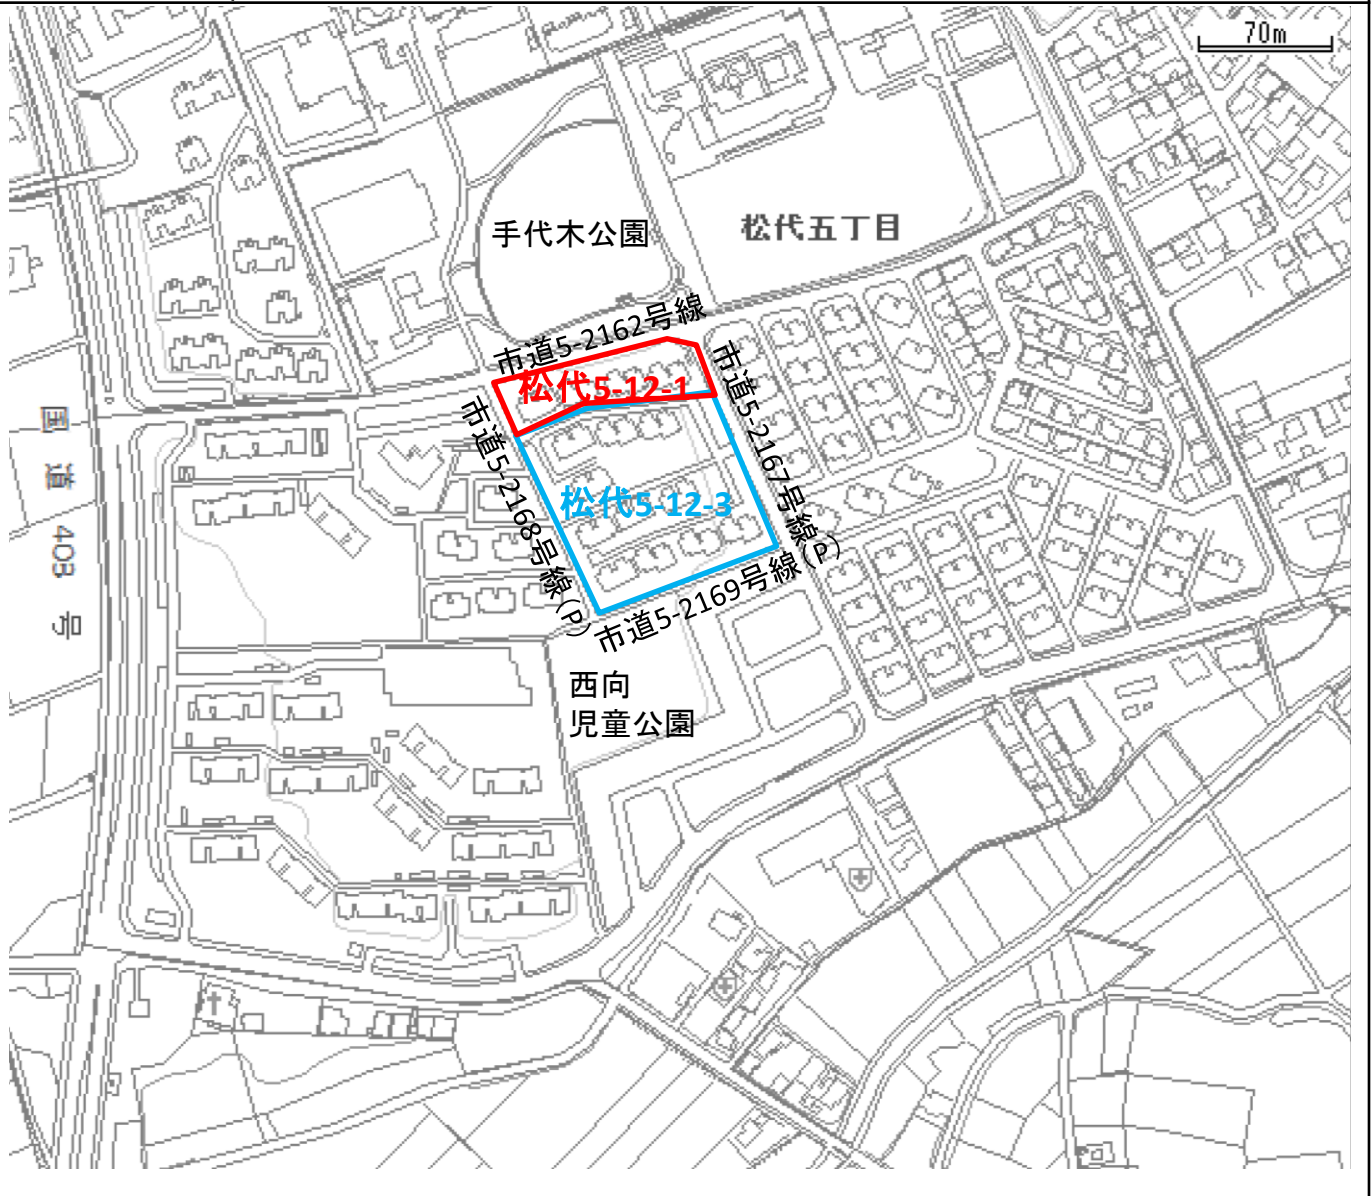 70m
手代木公園
松代五丁目
市道5-2162号線
松代5-12-1
市道5-2167号線(P)
市道5-2168号線(P)
松代5-12-3
国道408号
市道5-2169号線(P)
西向
児童公園